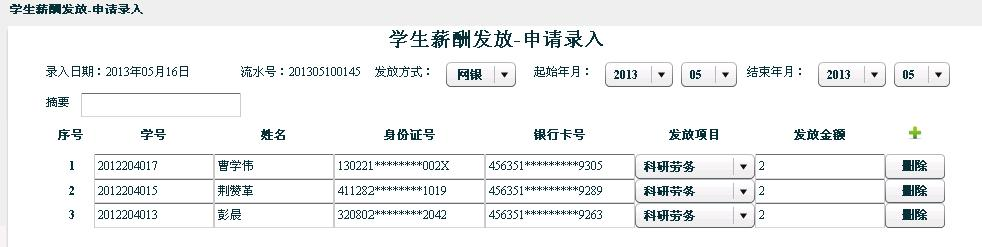 学生薪酬发放-申请录入
学生薪酬发放-申请录入
录入日期：2013年05月16日 流水号：201305100145 发放方式： 网银 起始年月： 2013 05 结束年月： 2013 05
摘要
序号 学号 姓名 身份证号 银行卡号 发放项目 发放金额
1 2012204017 曹学伟 130221********002X 456351*********9305 科研劳务 2 删除
2 2012204015 荆赟革 411282********1019 456351*********9289 科研劳务 2 删除
3 2012204013 彭晨 320802********2042 456351*********9263 科研劳务 2 删除